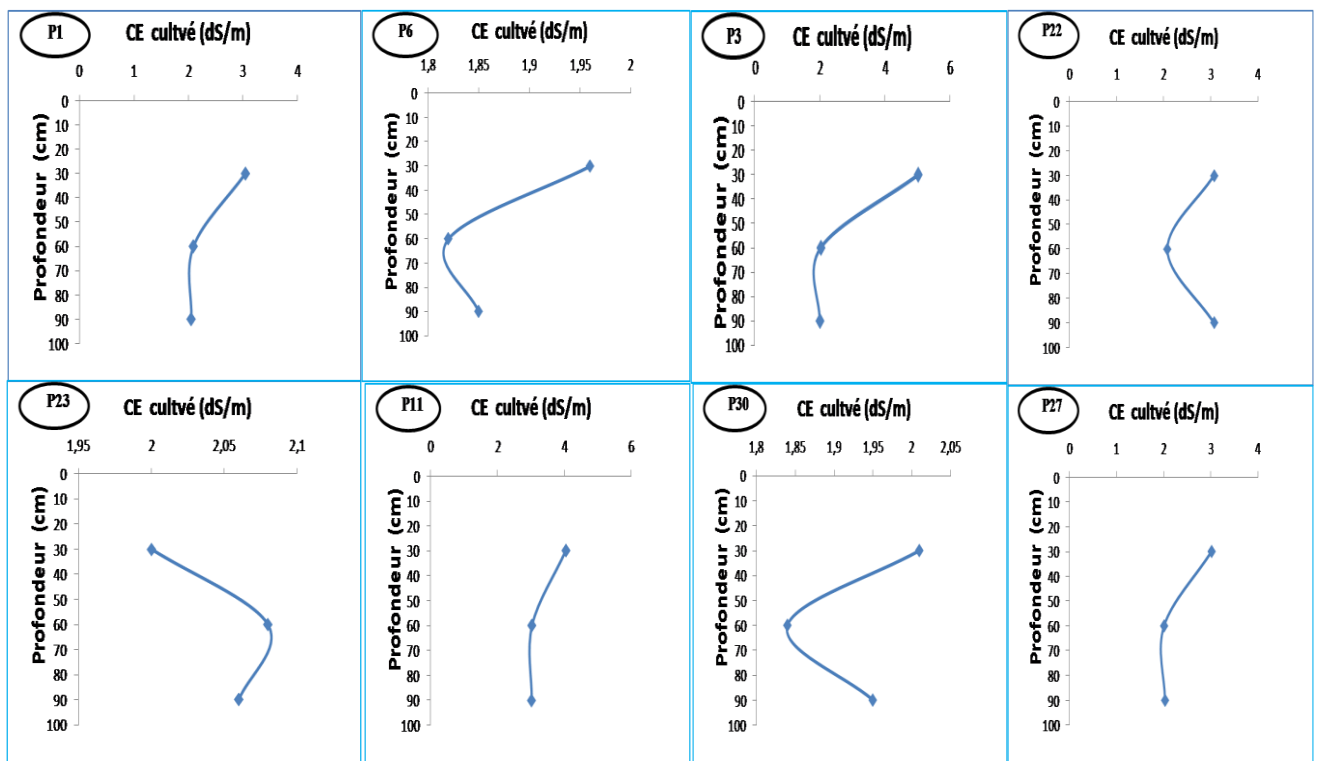 P1
CE cultvé (dS/m)
0 1 2 3 4
0
10
20
30
40
50
60
70
80
90
100
Profondeur (cm)
P6
CE cultvé (dS/m)
1,8 1,85 1,9 1,95 2
0
10
20
30
40
50
60
70
80
90
100
Profondeur (cm)
P3
CE cultvé (dS/m)
0 2 4 6
0
10
20
30
40
50
60
70
80
90
100
Profondeur (cm)
P22
CE cultvé (dS/m)
0 1 2 3 4
0
10
20
30
40
50
60
70
80
90
100
Profondeur (cm)
P23
CE cultvé (dS/m)
1,95 2 2,05 2,1
0
10
20
30
40
50
60
70
80
90
100
Profondeur (cm)
P11
CE cultvé (dS/m)
0 2 4 6
0
10
20
30
40
50
60
70
80
90
100
Profondeur (cm)
P30
CE cultvé (dS/m)
1,8 1,85 1,9 1,95 2 2,05
0
10
20
30
40
50
60
70
80
90
100
Profondeur (cm)
P27
CE cultvé (dS/m)
0 1 2 3 4
0
10
20
30
40
50
60
70
80
90
100
Profondeur (cm)